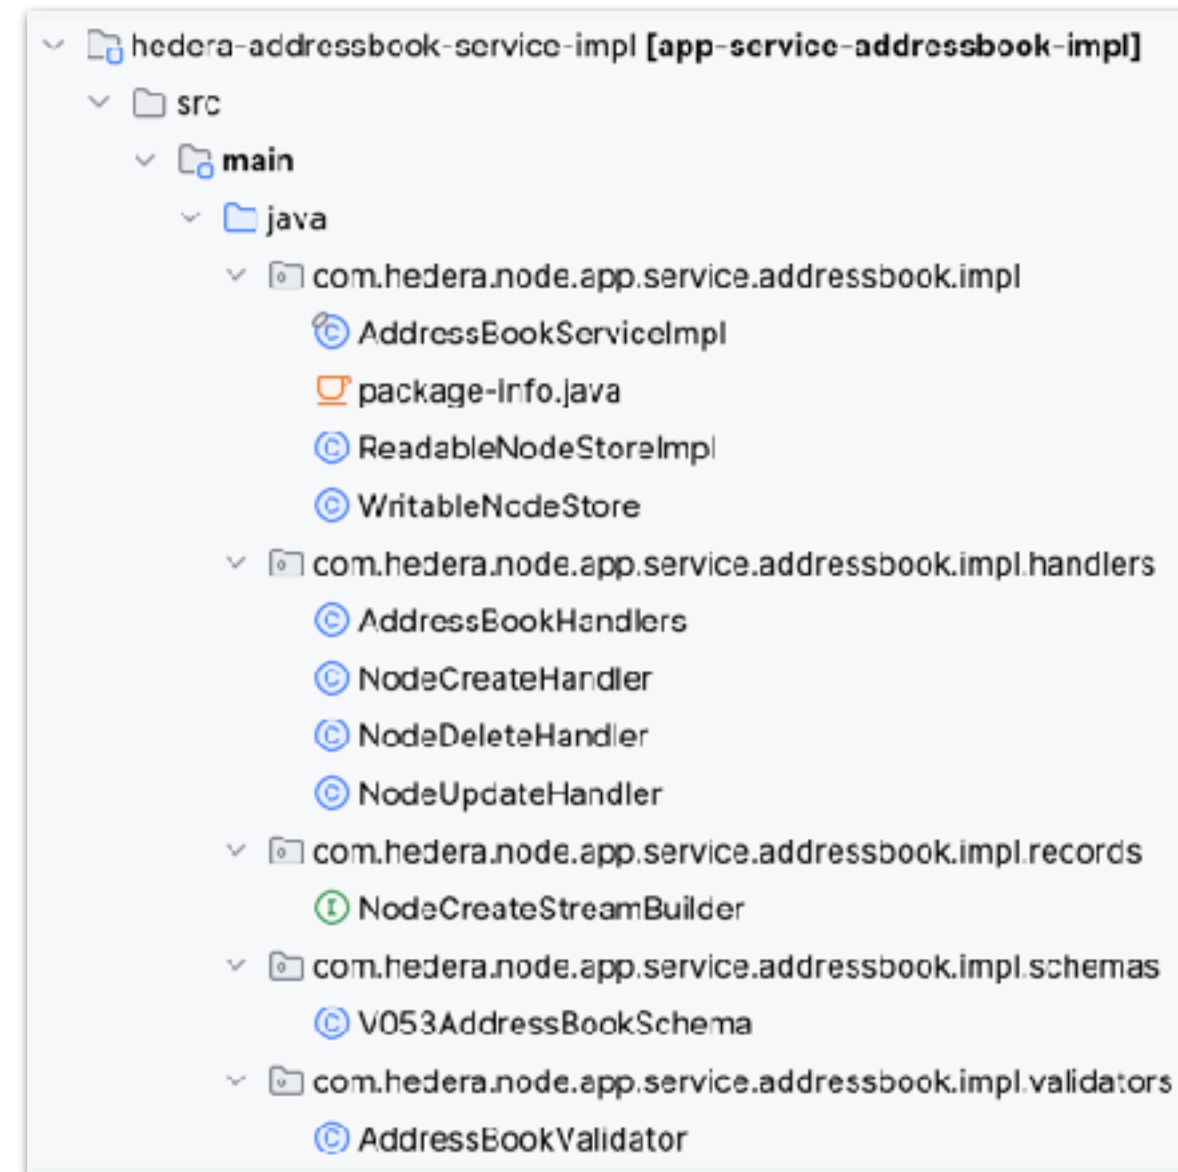 hedera-addressbook-service-impl [app-service-addressbook-impl]
src
main
java
com.hedera.node.app.service.addressbook.impl
AddressBookServiceImpl
package-info.java
ReadableNodeStoreImpl
WritableNodeStore
com.hedera.node.app.service.addressbook.impl.handlers
AddressBookHandlers
NodeCreateHandler
NodeDeleteHandler
NodeUpdateHandler
com.hedera.node.app.service.addressbook.impl.records
NodeCreateStreamBuilder
com.hedera.node.app.service.addressbook.impl.schemas
V053AddressBookSchema
com.hedera.node.app.service.addressbook.impl.validators
AddressBookValidator